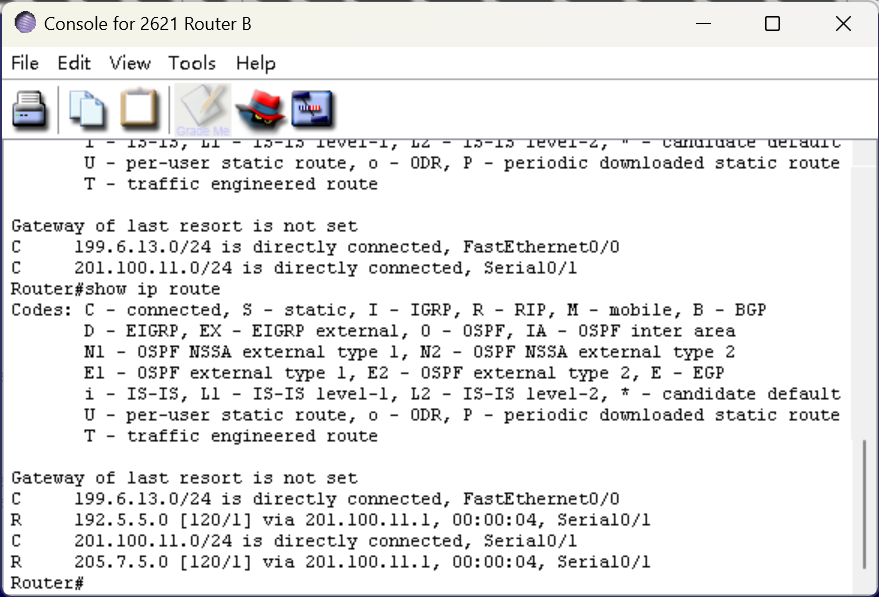 Console for 2621 Router B
File Edit View Tools Help
Grade Me
i - IS-IS, L1 - IS-IS level-1, L2 - IS-IS level-2, * - candidate default
U - per-user static route, o - ODR, P - periodic downloaded static route
T - traffic engineered route
Gateway of last resort is not set
C 199.6.13.0/24 is directly connected, FastEthernet0/0
C 201.100.11.0/24 is directly connected, Serial0/1
Router#show ip route
Codes: C - connected, S - static, I - IGRP, R - RIP, M - mobile, B - BGP
D - EIGRP, EX - EIGRP external, O - OSPF, IA - OSPF inter area
N1 - OSPF NSSA external type 1, N2 - OSPF NSSA external type 2
E1 - OSPF external type 1, E2 - OSPF external type 2, E - EGP
i - IS-IS, L1 - IS-IS level-1, L2 - IS-IS level-2, * - candidate default
U - per-user static route, o - ODR, P - periodic downloaded static route
T - traffic engineered route
Gateway of last resort is not set
C 199.6.13.0/24 is directly connected, FastEthernet0/0
R 192.5.5.0 [120/1] via 201.100.11.1, 00:00:04, Serial0/1
C 201.100.11.0/24 is directly connected, Serial0/1
R 205.7.5.0 [120/1] via 201.100.11.1, 00:00:04, Serial0/1
Router#